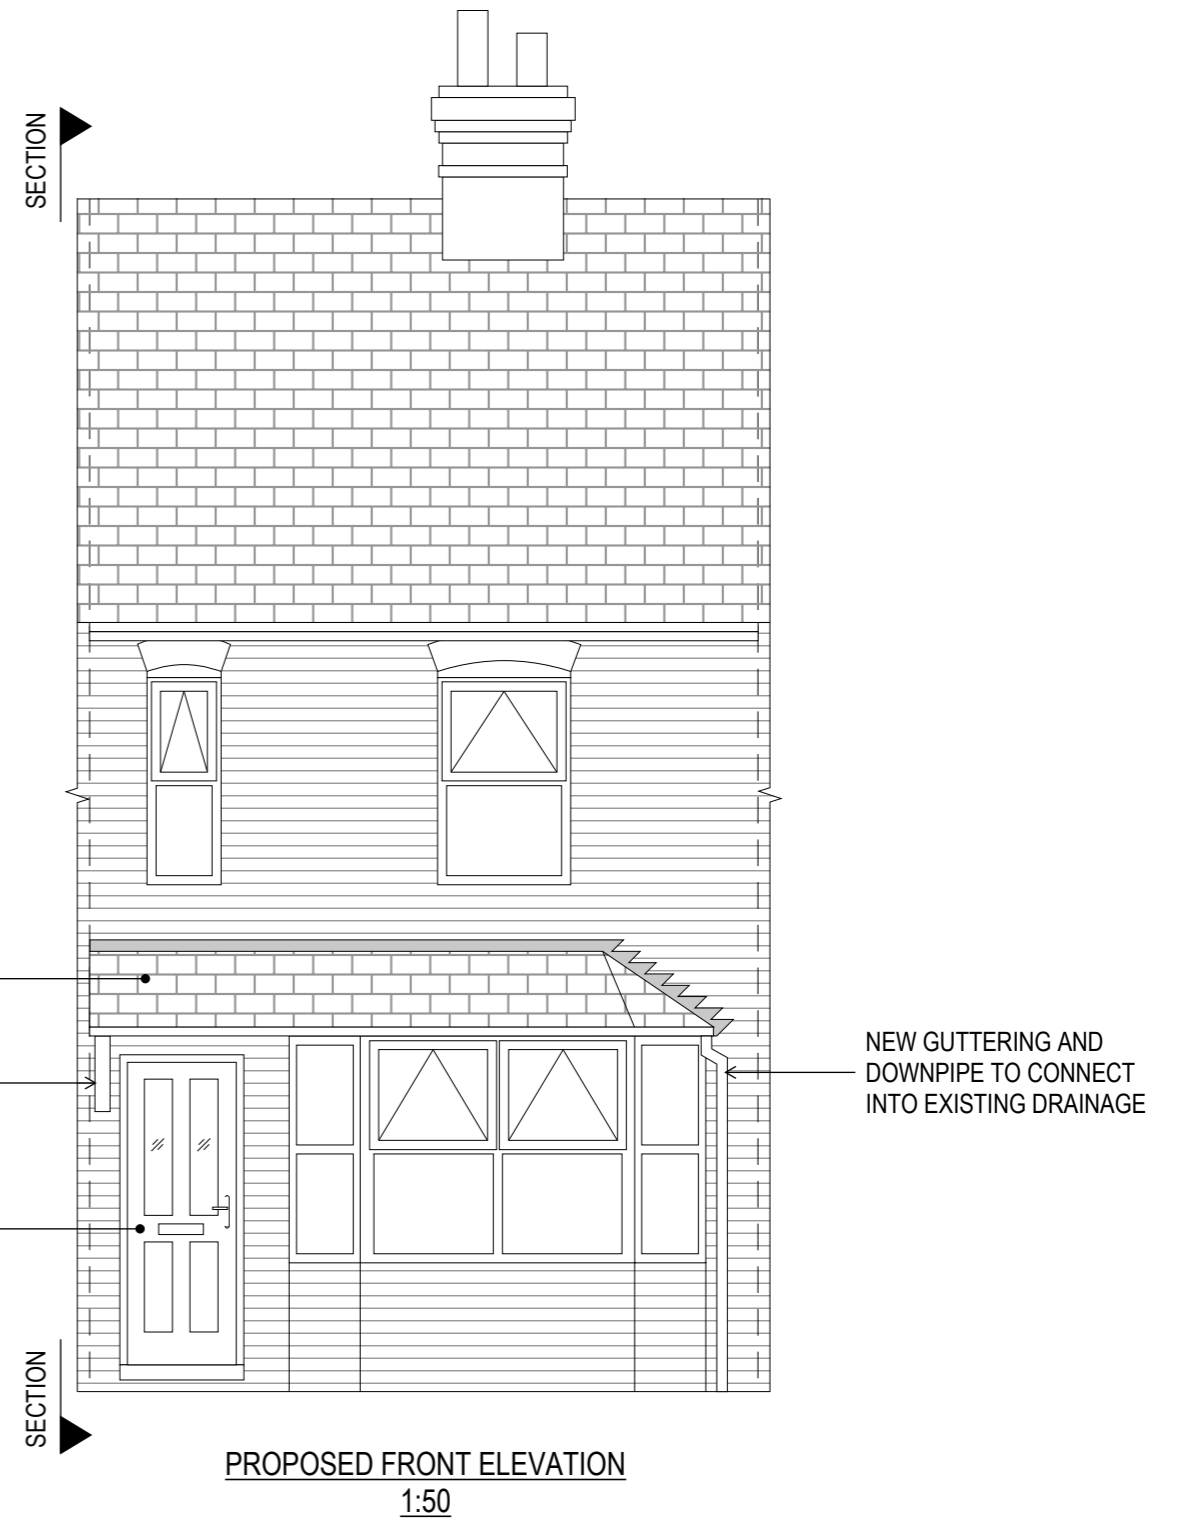 SECTION
NEW GUTTERING AND
DOWNPIPE TO CONNECT
INTO EXISTING DRAINAGE
SECTION
PROPOSED FRONT ELEVATION
1:50